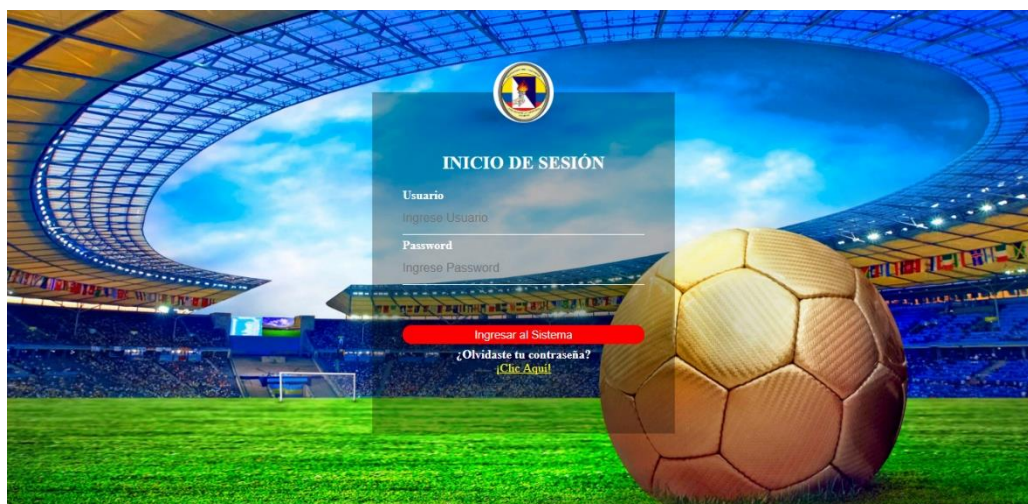 INICIO DE SESIÓN
Usuario
Ingrese Usuario
Password
Ingrese Password
Ingresar al Sistema
¿Olvidaste tu contraseña?
¡Clic Aquí!